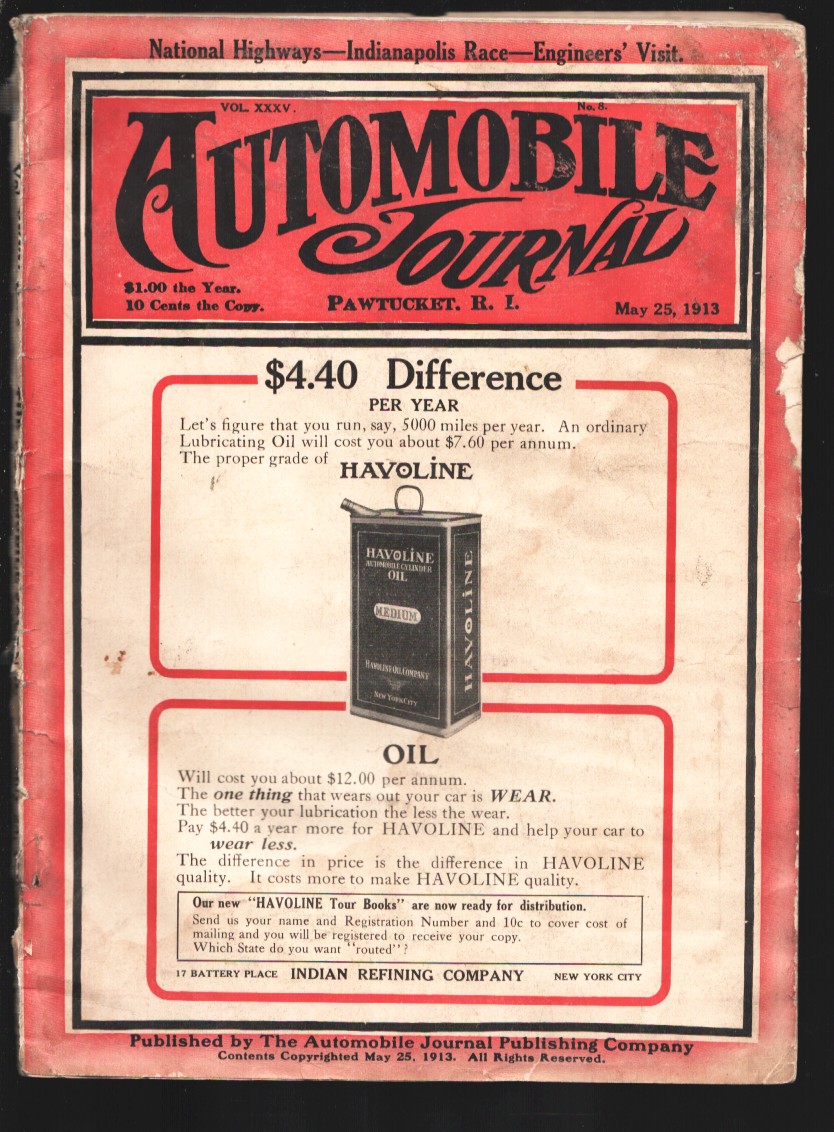 National Highways—Indianapolis Race—Engineers' Visit.
VOL. XXXV. No. 8.
AUTOMOBILE
JOURNAL
$1.00 the Year.
10 Cents the Copy.
PAWTUCKET. R. I.
May 25, 1913
$4.40 Difference
PER YEAR
Let's figure that you run, say, 5000 miles per year. An ordinary
Lubricating Oil will cost you about $7.60 per annum.
The proper grade of
HAVOLINE
HAVOLINE
AUTOMOBILE CYLINDER
OIL
MEDIUM
HAVOLINE OIL COMPANY
NEW YORK CITY
HAVOLINE
OIL
Will cost you about $12.00 per annum.
The one thing that wears out your car is WEAR.
The better your lubrication the less the wear.
Pay $4.40 a year more for HAVOLINE and help your car to
wear less.
The difference in price is the difference in HAVOLINE
quality. It costs more to make HAVOLINE quality.
Our new "HAVOLINE Tour Books" are now ready for distribution.
Send us your name and Registration Number and 10c to cover cost of
mailing and you will be registered to receive your copy.
Which State do you want "routed"?
17 BATTERY PLACE INDIAN REFINING COMPANY NEW YORK CITY
Published by The Automobile Journal Publishing Company
Contents Copyrighted May 25, 1913. All Rights Reserved.